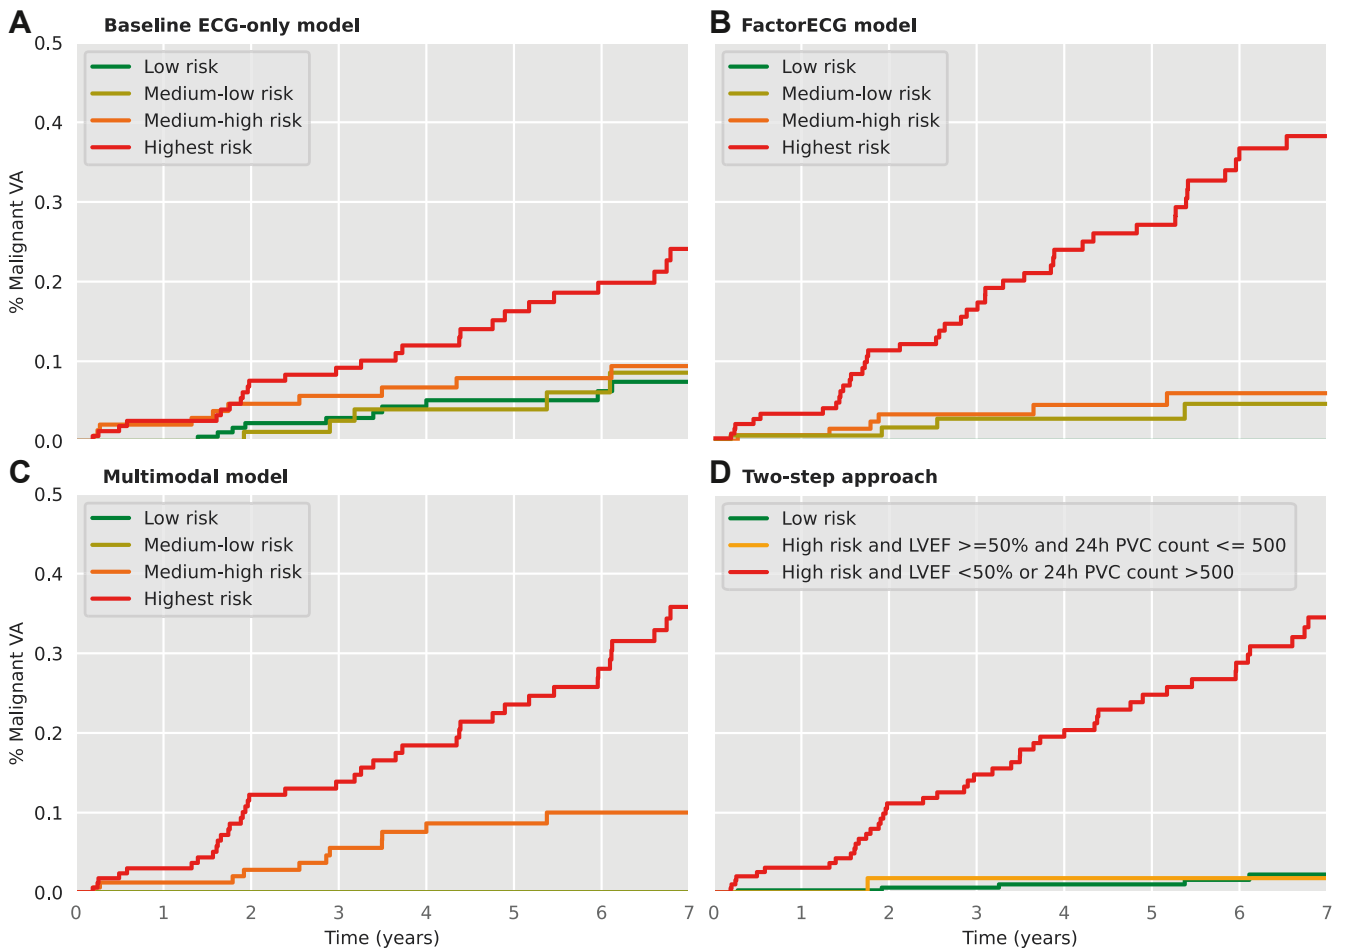 A Baseline ECG-only model
0.5
0.4
0.3
0.2
0.1
0.0
% Malignant VA
Low risk
Medium-low risk
Medium-high risk
Highest risk
B FactorECG model
Low risk
Medium-low risk
Medium-high risk
Highest risk
C Multimodal model
0.5
0.4
0.3
0.2
0.1
0.0
% Malignant VA
Low risk
Medium-low risk
Medium-high risk
Highest risk
0 1 2 3 4 5 6 7
Time (years)
D Two-step approach
Low risk
High risk and LVEF >=50% and 24h PVC count <= 500
High risk and LVEF <50% or 24h PVC count >500
0 1 2 3 4 5 6 7
Time (years)